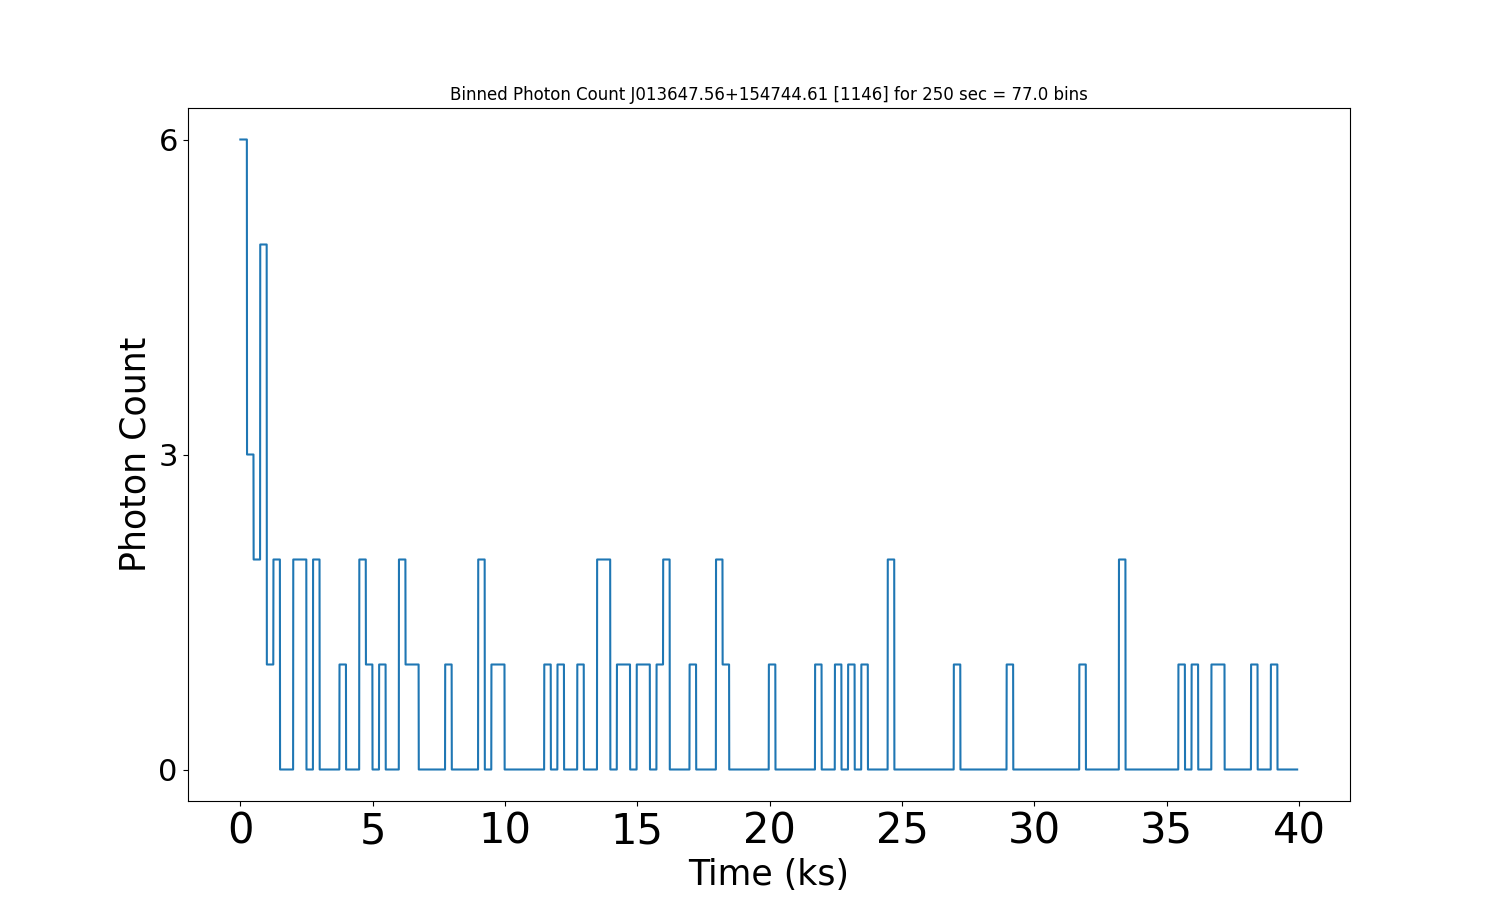 Binned Photon Count J013647.56+154744.61 [1146] for 250 sec = 77.0 bins
6
3
0
Photon Count
0 5 10 15 20 25 30 35 40
Time (ks)